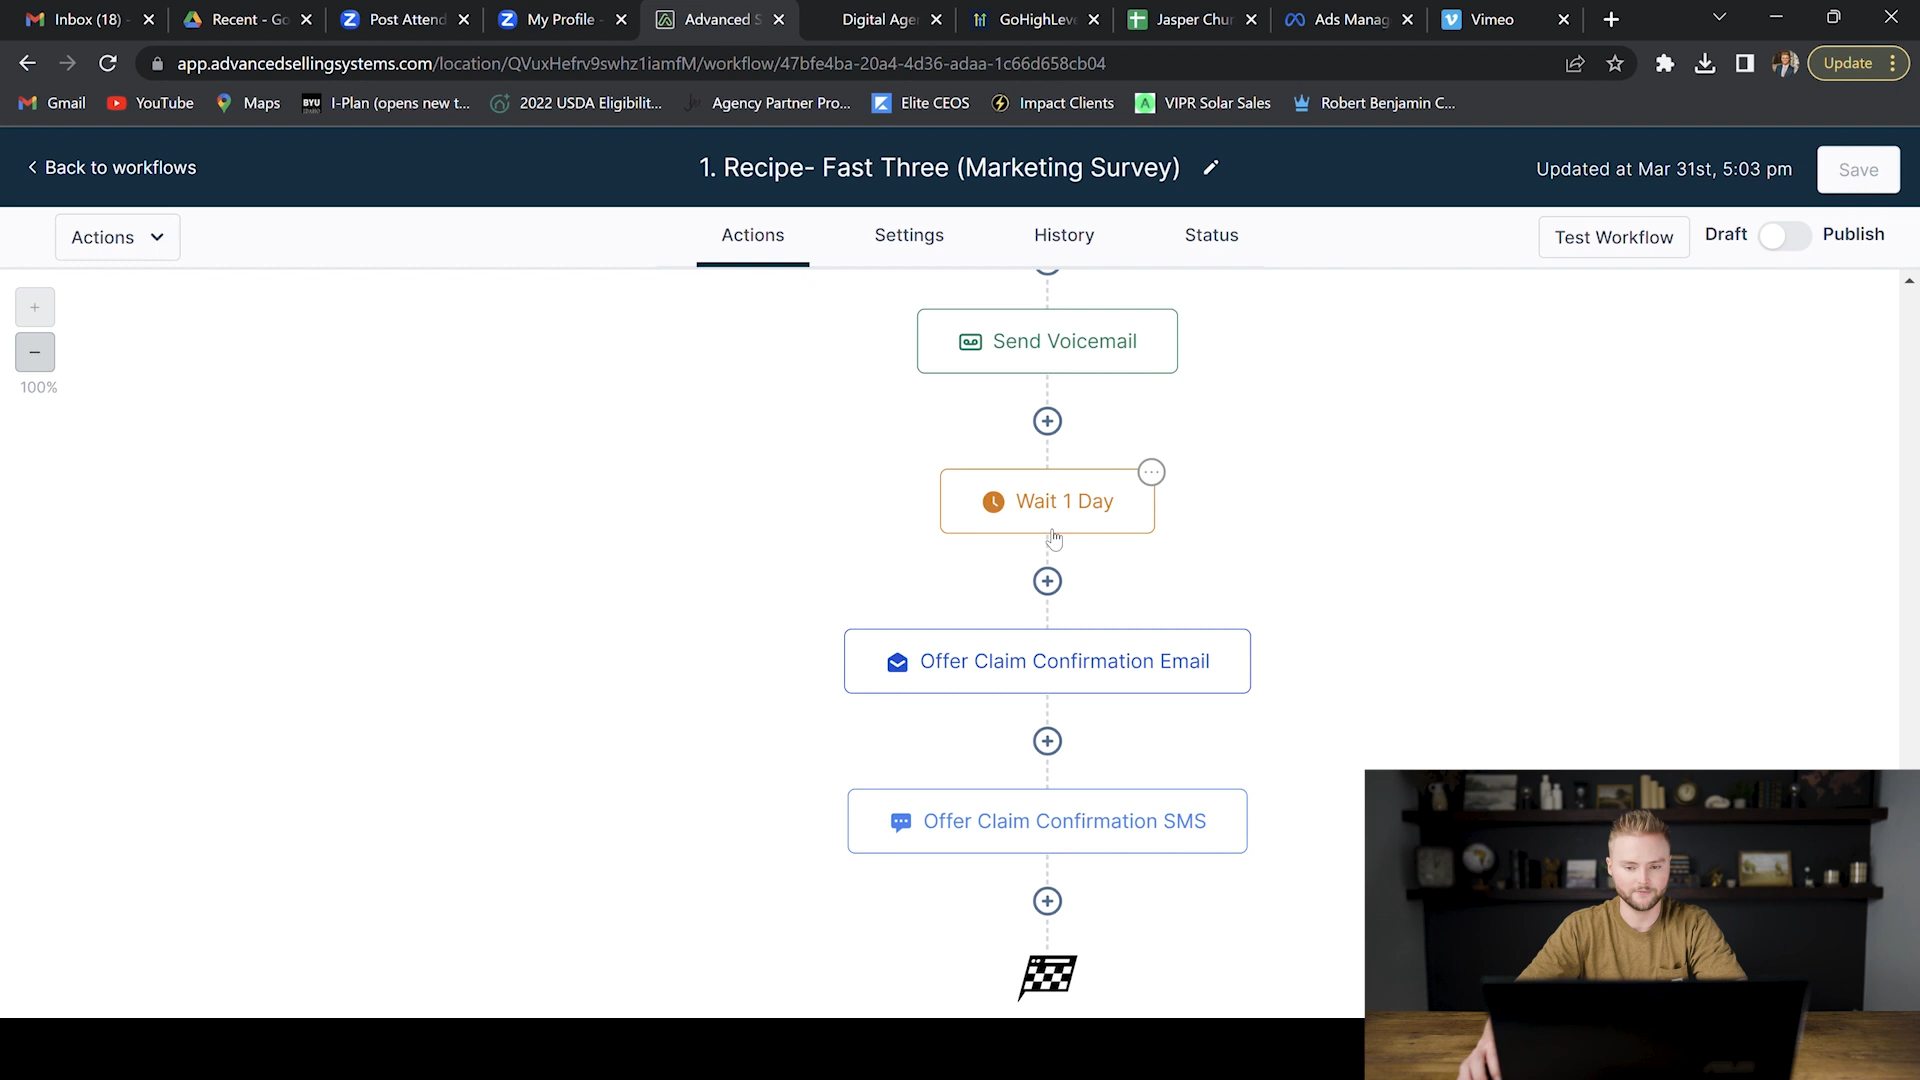 Inbox (18) -
Recent - Go
Post Attend
My Profile -
Advanced S
Digital Age
GoHighLeve
Jasper Chur
Ads Manag
Vimeo
app.advancedsellingsystems.com/location/QVuxHefrv9swhz1iamfM/workflow/47bfe4ba-20a4-4d36-adaa-1c66d658cb04
Update
Gmail
YouTube
Maps
BYU
I-Plan (opens new t...
2022 USDA Eligibilit...
Agency Partner Pro...
Elite CEOS
Impact Clients
VIPR Solar Sales
Robert Benjamin C...
Back to workflows
1. Recipe- Fast Three (Marketing Survey)
Updated at Mar 31st, 5:03 pm
Save
Actions
Actions
Settings
History
Status
Test Workflow
Draft
Publish
100%
Send Voicemail
Wait 1 Day
Offer Claim Confirmation Email
Offer Claim Confirmation SMS